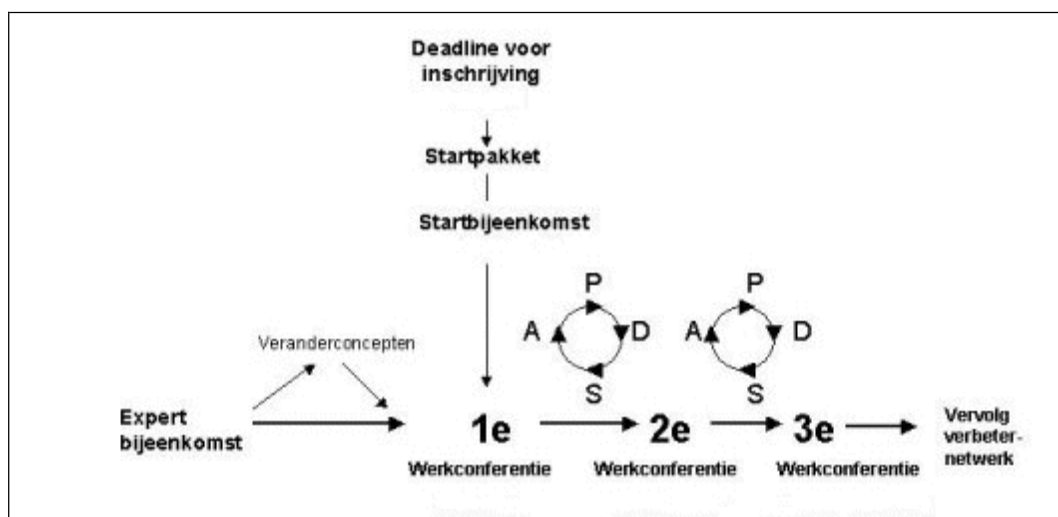 Deadline voor
inschrijving
Startpakket
Startbijeenkomst
P
P
A
D
A
D
Veranderconcepten
S
S
Expert
bijeenkomst
1e
2e
3e
Vervolg
verbeter-
netwerk
Werkconferentie
Werkconferentie
Werkconferentie